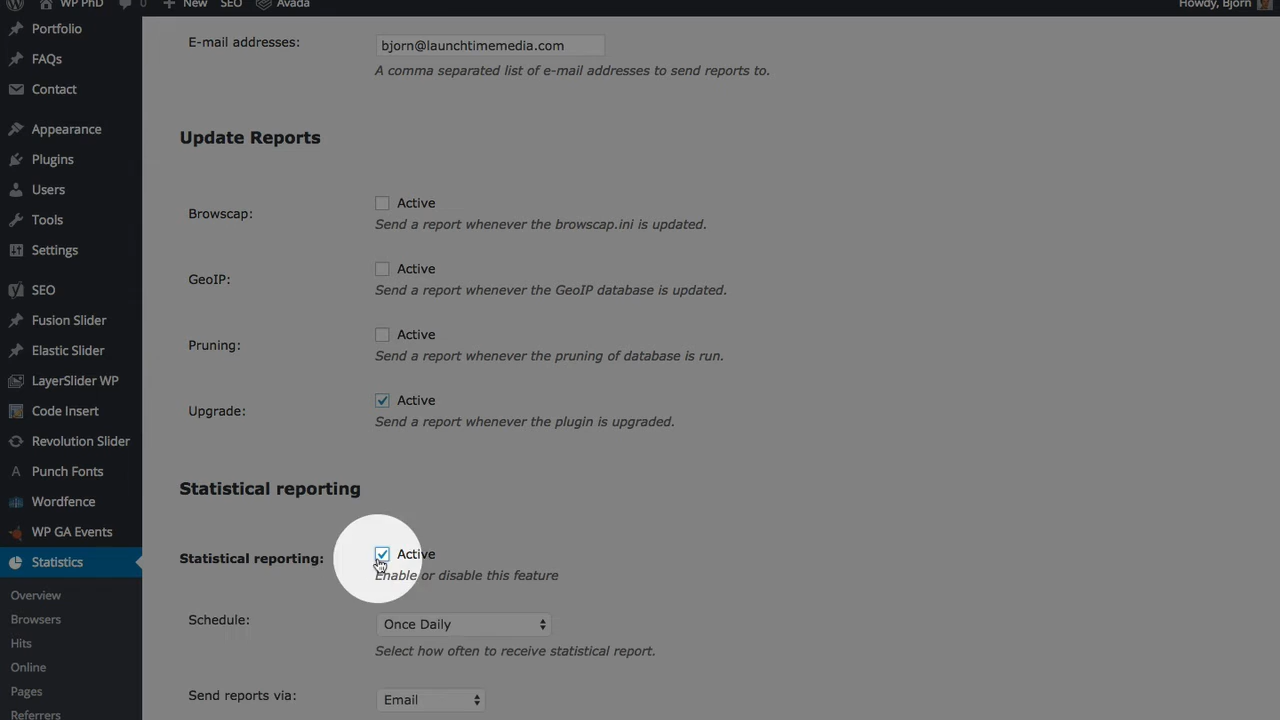 WP PhD 0 New SEO Avada Howdy, Bjorn
Portfolio
FAQs
Contact
Appearance
Plugins
Users
Tools
Settings
SEO
Fusion Slider
Elastic Slider
LayerSlider WP
Code Insert
Revolution Slider
Punch Fonts
Wordfence
WP GA Events
Statistics
Overview
Browsers
Hits
Online
Pages
Referrers
E-mail addresses: bjorn@launchtimemedia.com
A comma separated list of e-mail addresses to send reports to.
Update Reports
Browscap: Active
Send a report whenever the browscap.ini is updated.
GeoIP: Active
Send a report whenever the GeoIP database is updated.
Pruning: Active
Send a report whenever the pruning of database is run.
Upgrade: Active
Send a report whenever the plugin is upgraded.
Statistical reporting
Statistical reporting: Active
Enable or disable this feature
Schedule: Once Daily
Select how often to receive statistical report.
Send reports via: Email